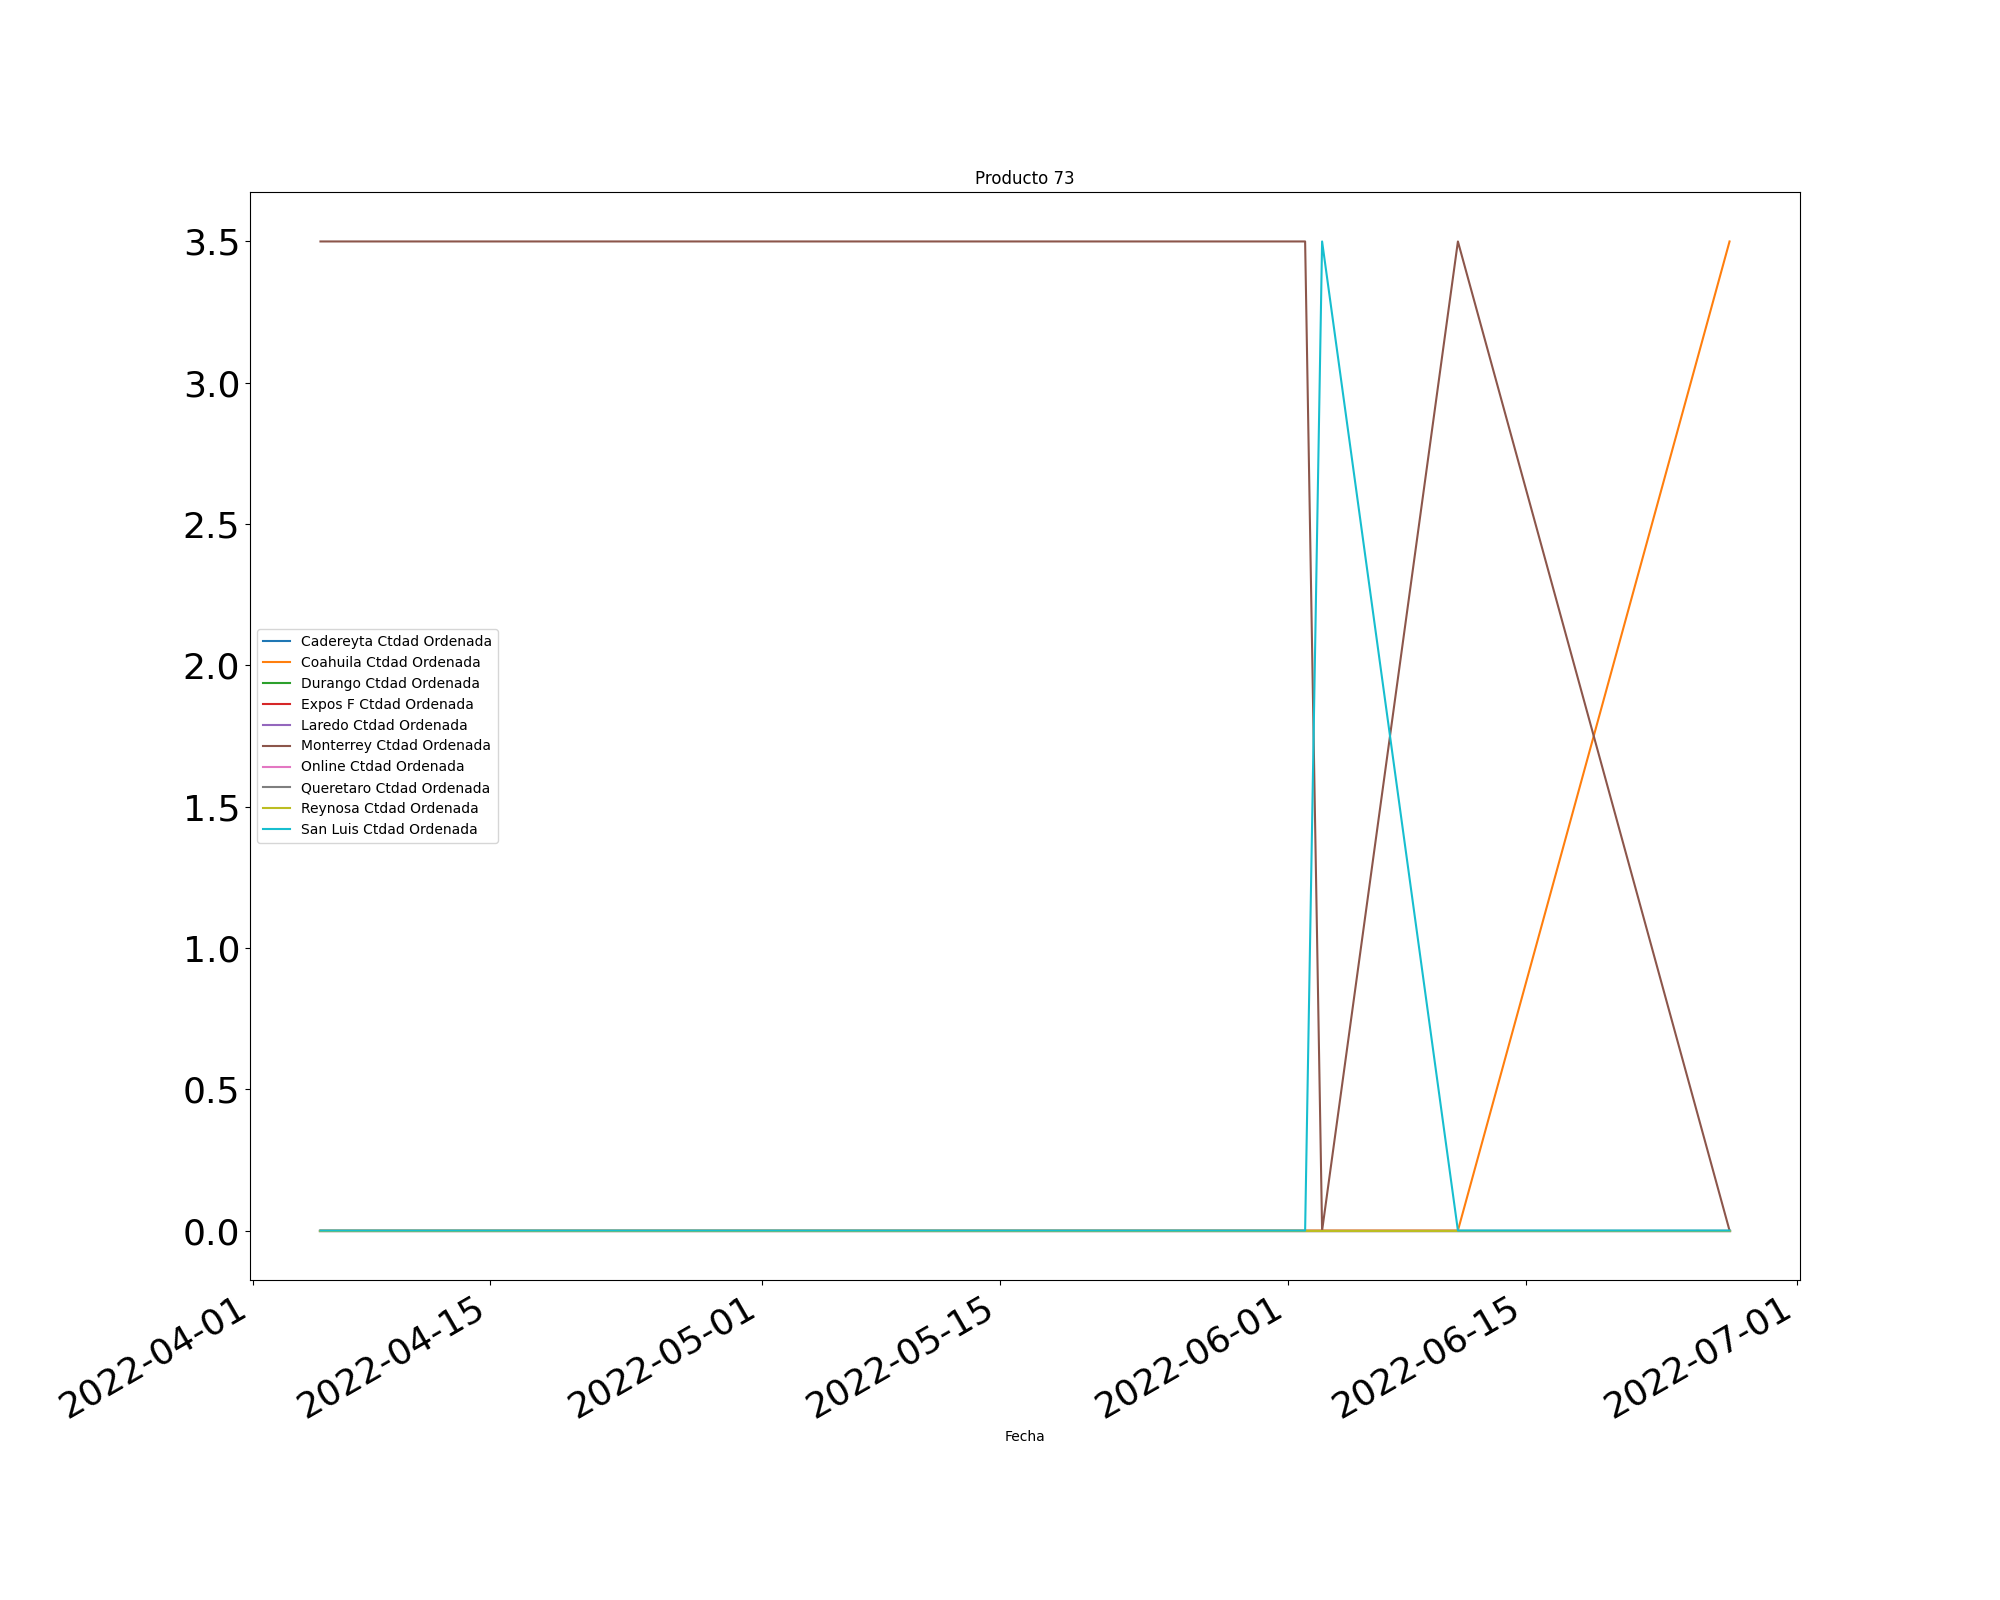 Producto 73
3.5
3.0
2.5
2.0
1.5
1.0
0.5
0.0
Cadereyta Ctdad Ordenada
Coahuila Ctdad Ordenada
Durango Ctdad Ordenada
Expos F Ctdad Ordenada
Laredo Ctdad Ordenada
Monterrey Ctdad Ordenada
Online Ctdad Ordenada
Queretaro Ctdad Ordenada
Reynosa Ctdad Ordenada
San Luis Ctdad Ordenada
2022-04-01
2022-04-15
2022-05-01
2022-05-15
2022-06-01
2022-06-15
2022-07-01
Fecha